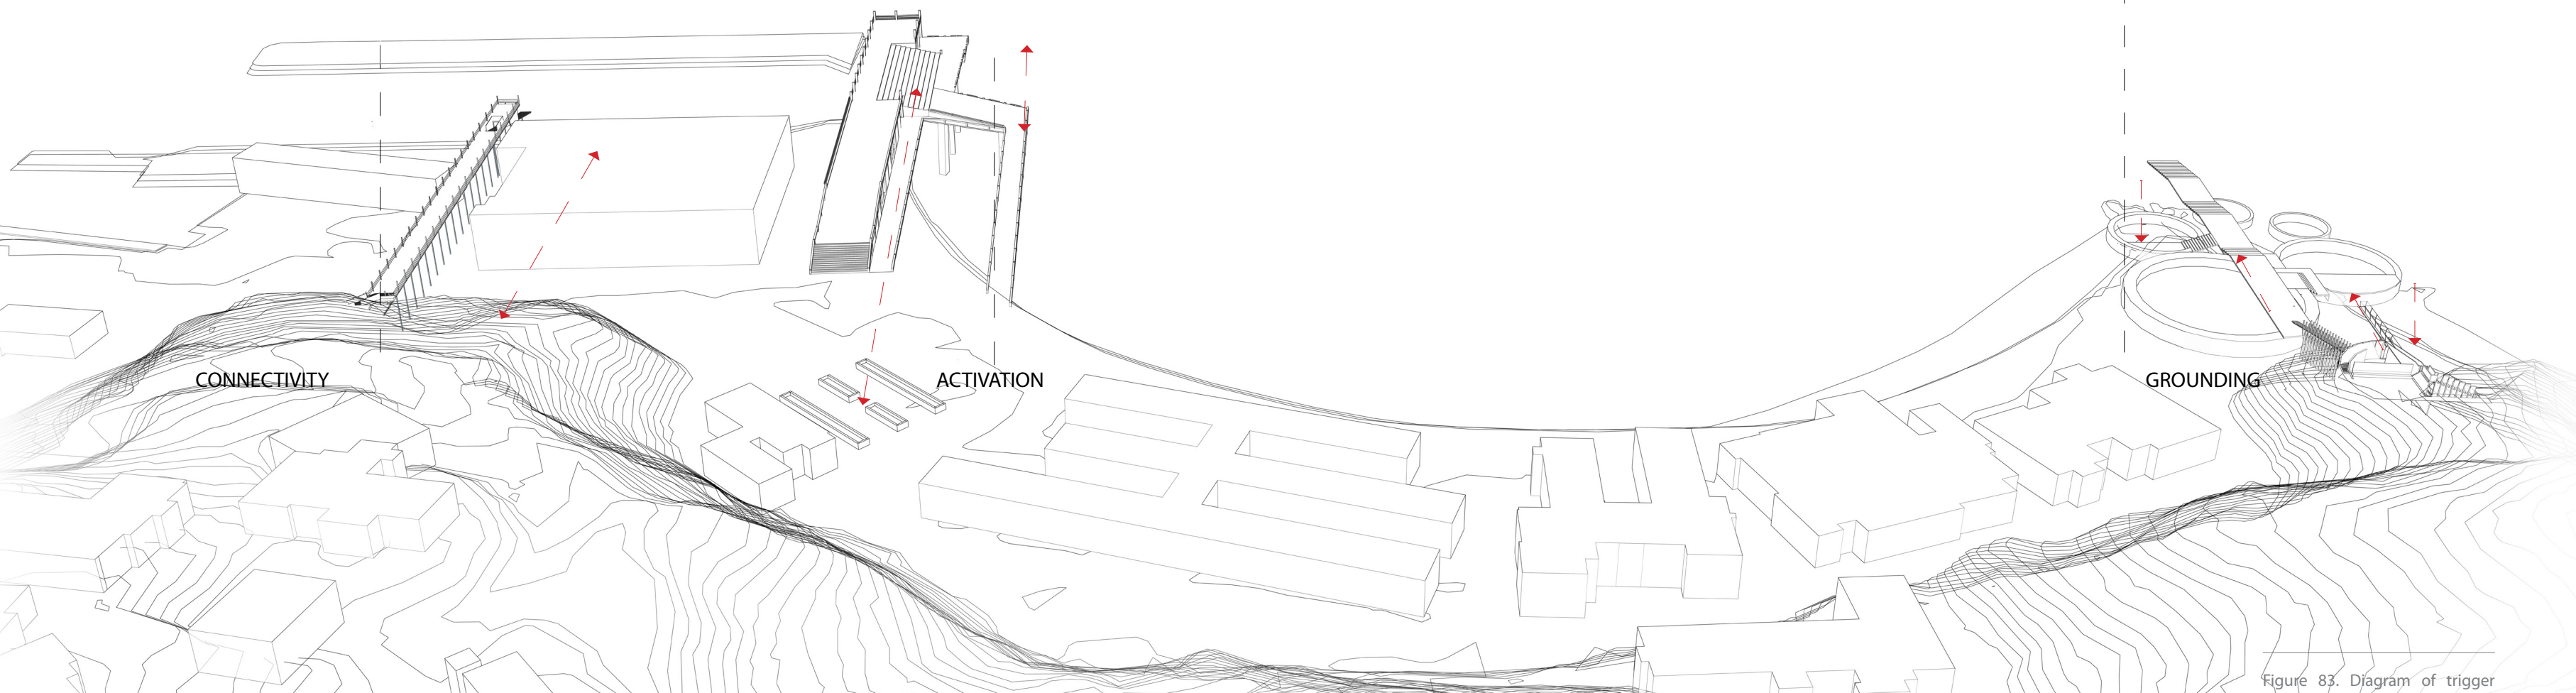 CONNECTIVITY
ACTIVATION
GROUNDING
Figure 83. Diagram of trigger